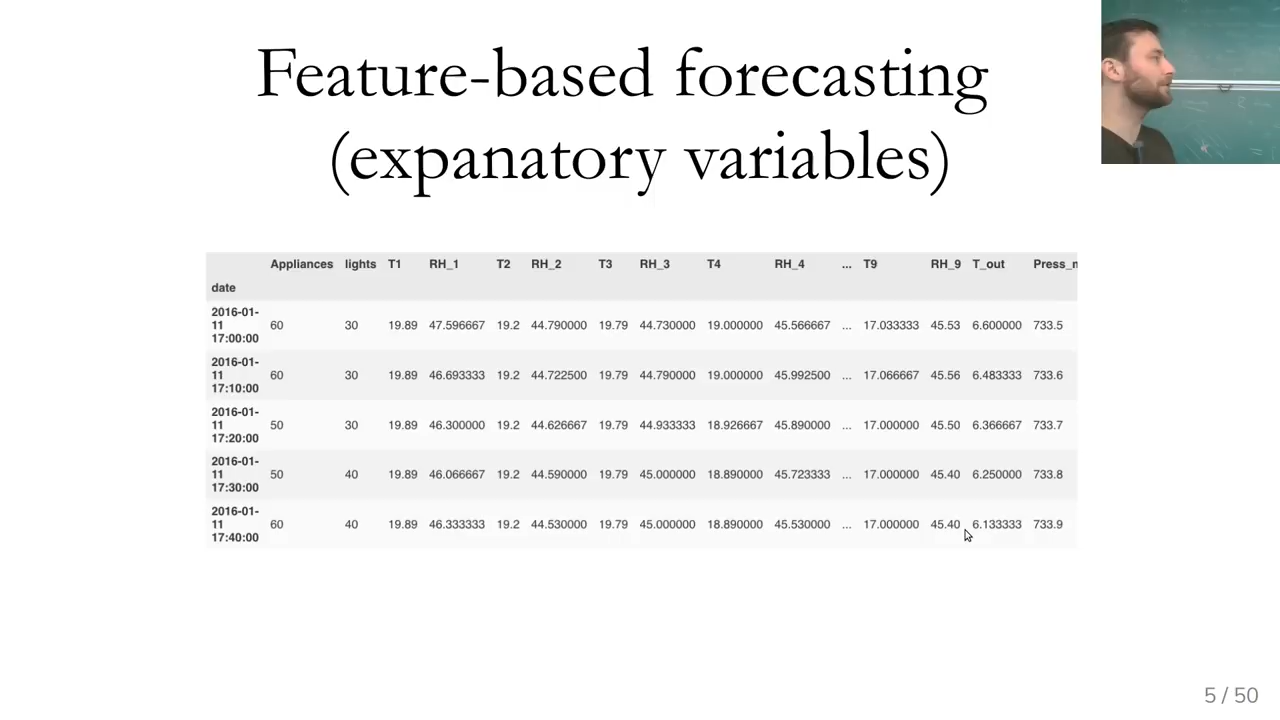 Feature-based forecasting
(expanatory variables)
Appliances lights T1 RH_1 T2 RH_2 T3 RH_3 T4 RH_4 ... T9 RH_9 T_out Press_m
date
2016-01-
11
17:00:00 60 30 19.89 47.596667 19.2 44.790000 19.79 44.730000 19.000000 45.566667 ... 17.033333 45.53 6.600000 733.5
2016-01-
11
17:10:00 60 30 19.89 46.693333 19.2 44.722500 19.79 44.790000 19.000000 45.992500 ... 17.066667 45.56 6.483333 733.6
2016-01-
11
17:20:00 50 30 19.89 46.300000 19.2 44.626667 19.79 44.933333 18.926667 45.890000 ... 17.000000 45.50 6.366667 733.7
2016-01-
11
17:30:00 50 40 19.89 46.066667 19.2 44.590000 19.79 45.000000 18.890000 45.723333 ... 17.000000 45.40 6.250000 733.8
2016-01-
11
17:40:00 60 40 19.89 46.333333 19.2 44.530000 19.79 45.000000 18.890000 45.530000 ... 17.000000 45.40 6.133333 733.9
5 / 50